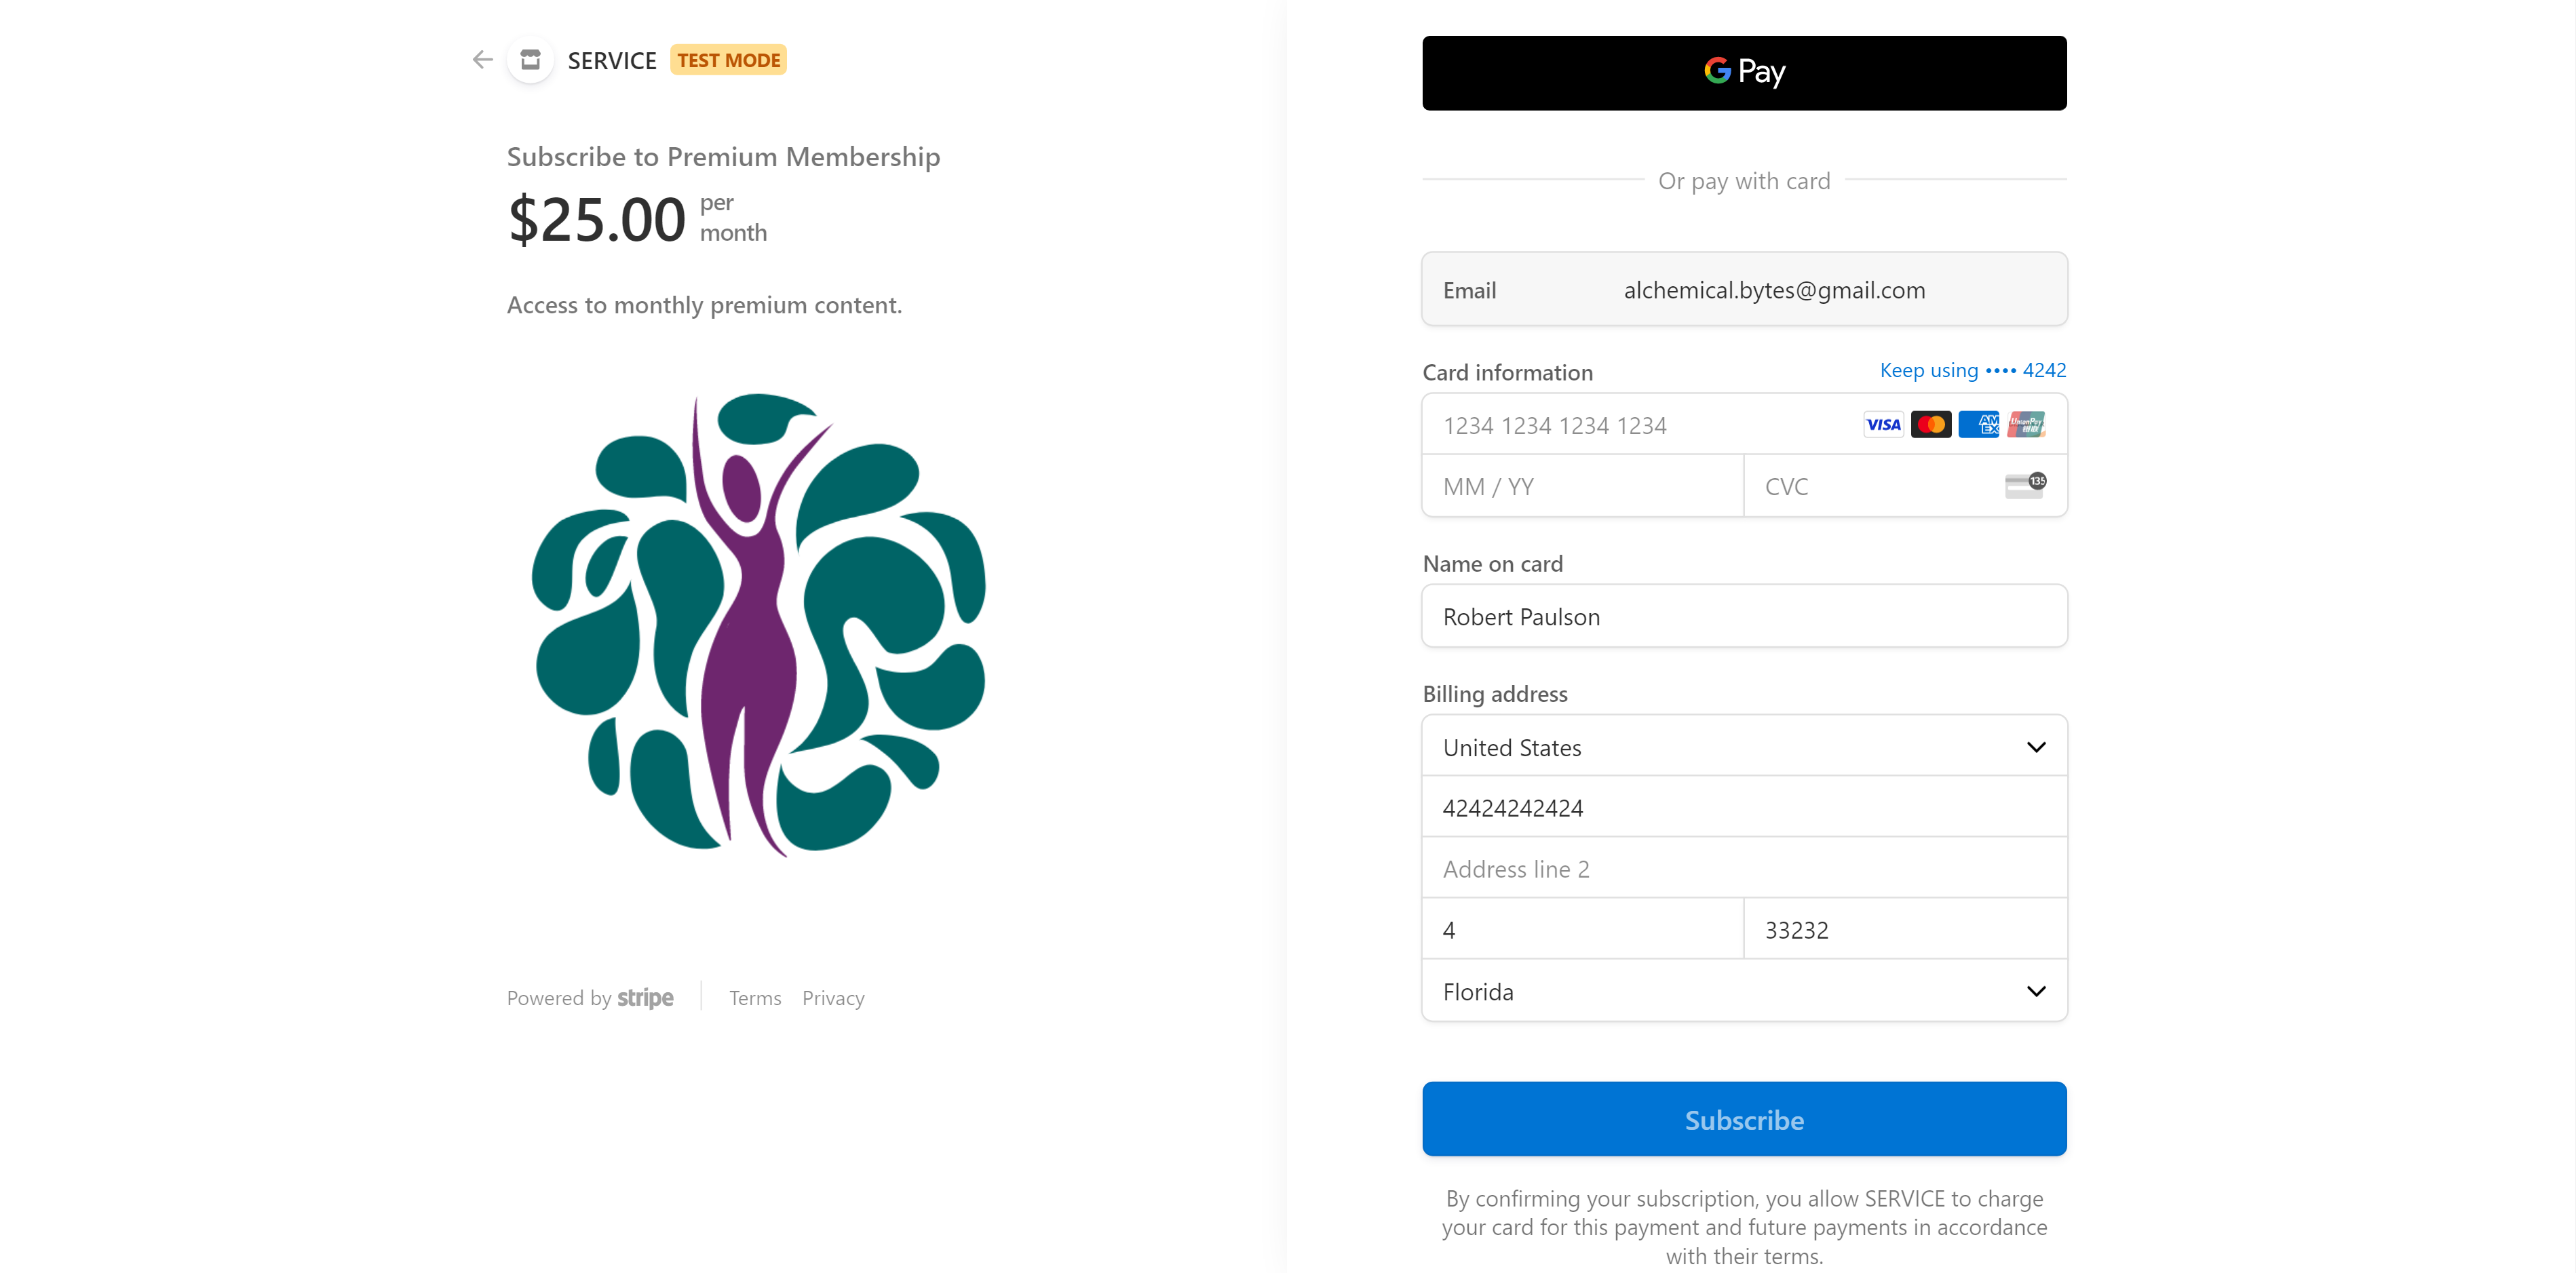 SERVICE TEST MODE
Subscribe to Premium Membership
$25.00 per month
Access to monthly premium content.
Powered by stripe
Terms Privacy
G Pay
Or pay with card
Email alchemical.bytes@gmail.com
Card information Keep using •••• 4242
1234 1234 1234 1234 VISA AMEX UnionPay
MM / YY CVC 135
Name on card
Robert Paulson
Billing address
United States
42424242424
Address line 2
4 33232
Florida
Subscribe
By confirming your subscription, you allow SERVICE to charge
your card for this payment and future payments in accordance
with their terms.